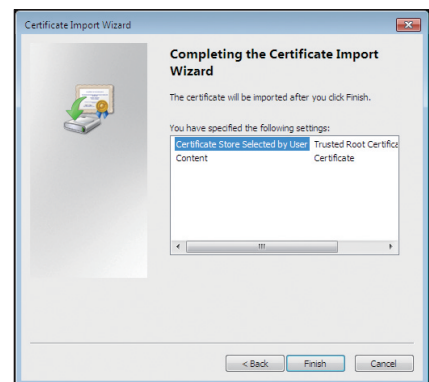 Certificate Import Wizard
Completing the Certificate Import
Wizard
The certificate will be imported after you click Finish.
You have specified the following settings:
Certificate Store Selected by User Trusted Root Certifica
Content Certificate
< Back Finish Cancel